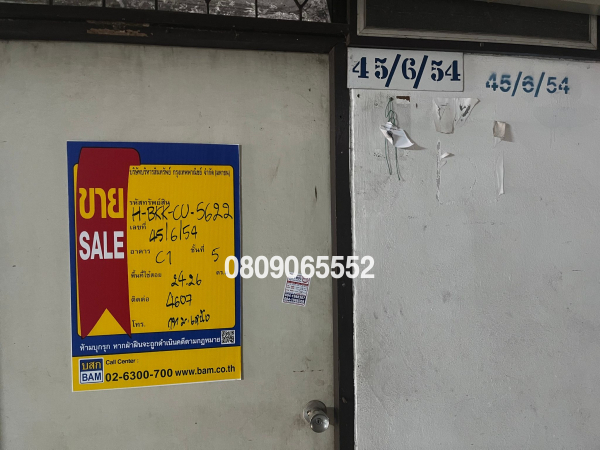 45/6/54
45/6/54
บริษัทบริหารสินทรัพย์ กรุงเทพพาณิชย์ จำกัด (มหาชน)
ขาย
SALE
รหัสทรัพย์สิน
H-BKK-CU-5622
เลขที่ 45/6/54
อาคาร C1 ชั้นที่ 5
พื้นที่ใช้สอย 24.26 ตร.
ติดต่อ 4607
โทร.
0809065552
ห้ามบุกรุก หากฝ่าฝืนจะถูกดำเนินคดีตามกฎหมาย
บสก
BAM
Call Center :
02-6300-700 www.bam.co.th